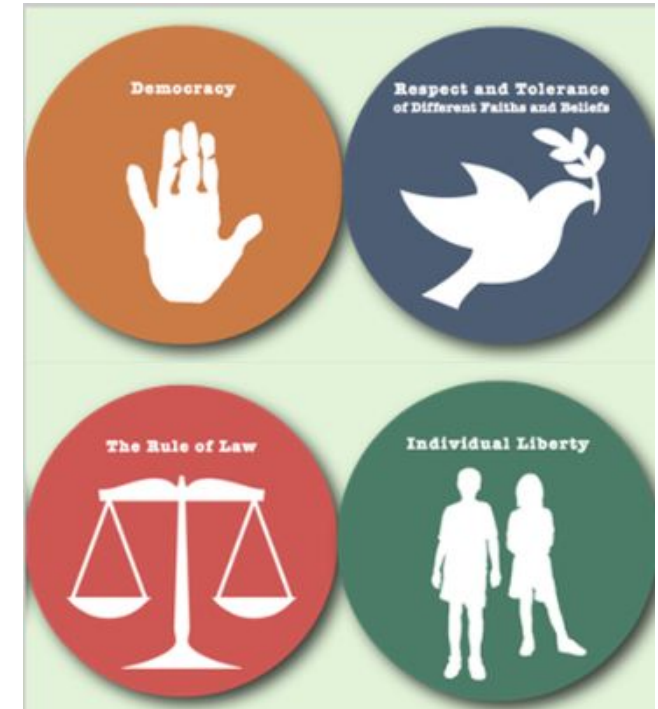 Democracy
Respect and Tolerance
of Different Faiths and Beliefs
The Rule of Law
Individual Liberty